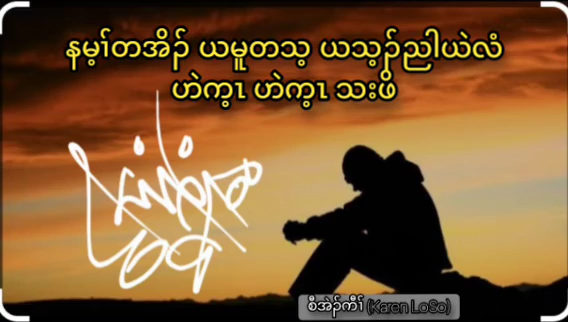 နမ့ၢ်တအိၣ် ယမူတသ့ ယသ့ၣ်ညါယဲလံ
ဟဲက့ၤ ဟဲက့ၤ သးဖိ
စီအဲၣ်ကီၢ် (Karen LoSo)